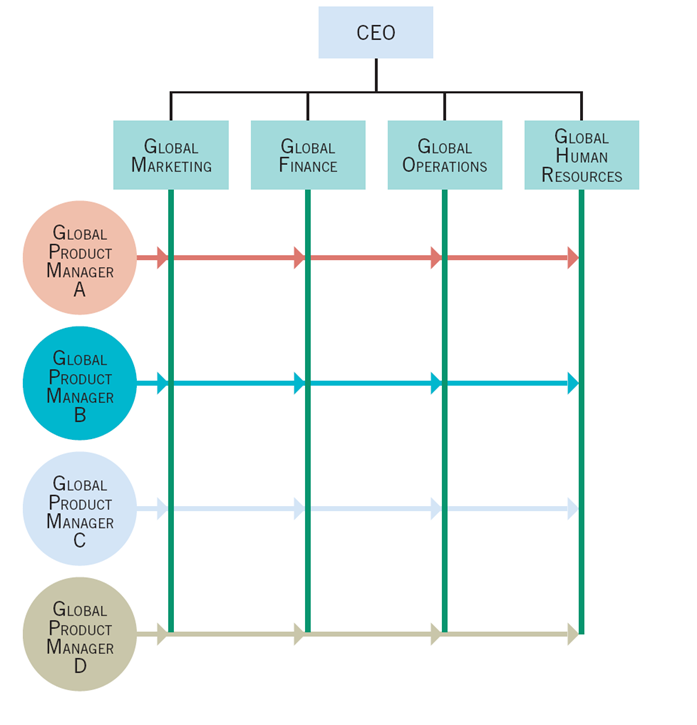 CEO
GLOBAL
MARKETING
GLOBAL
FINANCE
GLOBAL
OPERATIONS
GLOBAL
HUMAN
RESOURCES
GLOBAL
PRODUCT
MANAGER
A
GLOBAL
PRODUCT
MANAGER
B
GLOBAL
PRODUCT
MANAGER
C
GLOBAL
PRODUCT
MANAGER
D